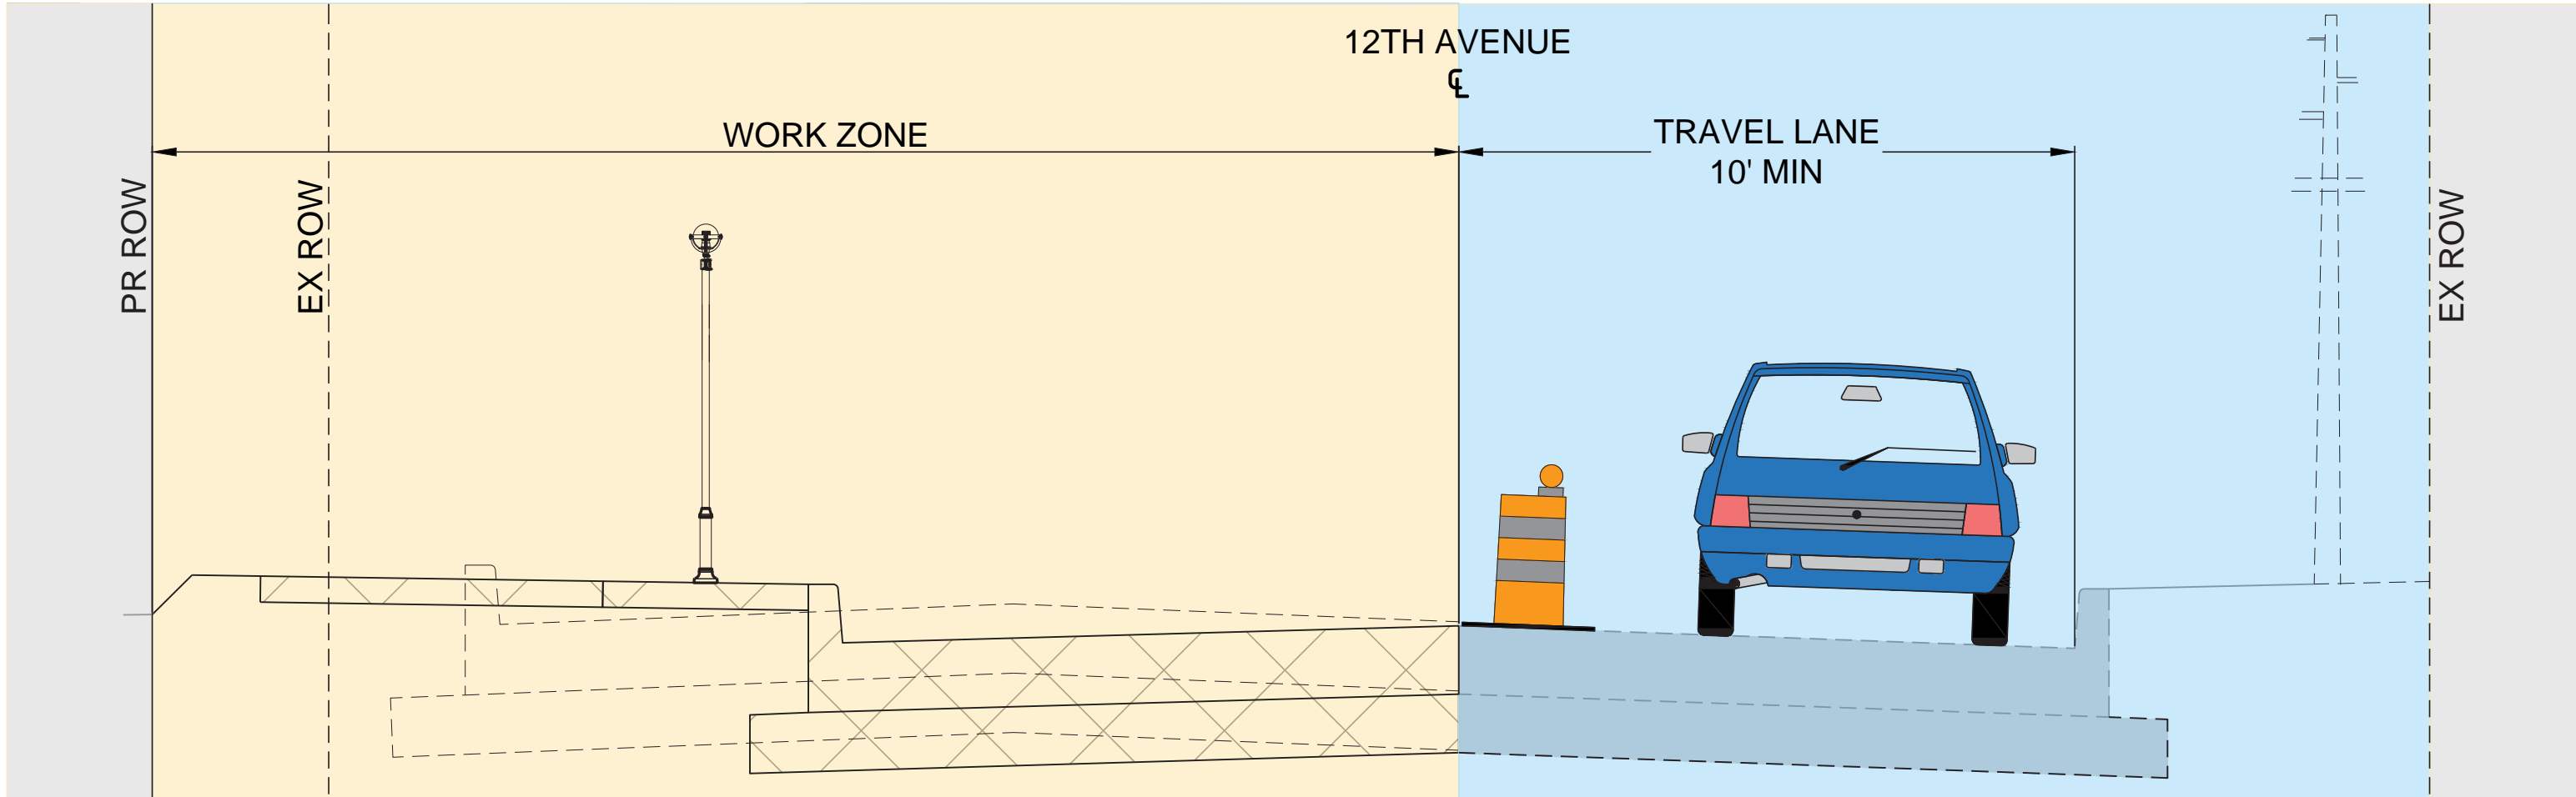 12TH AVENUE
℄
WORK ZONE
TRAVEL LANE
10' MIN
PR ROW
EX ROW
EX ROW